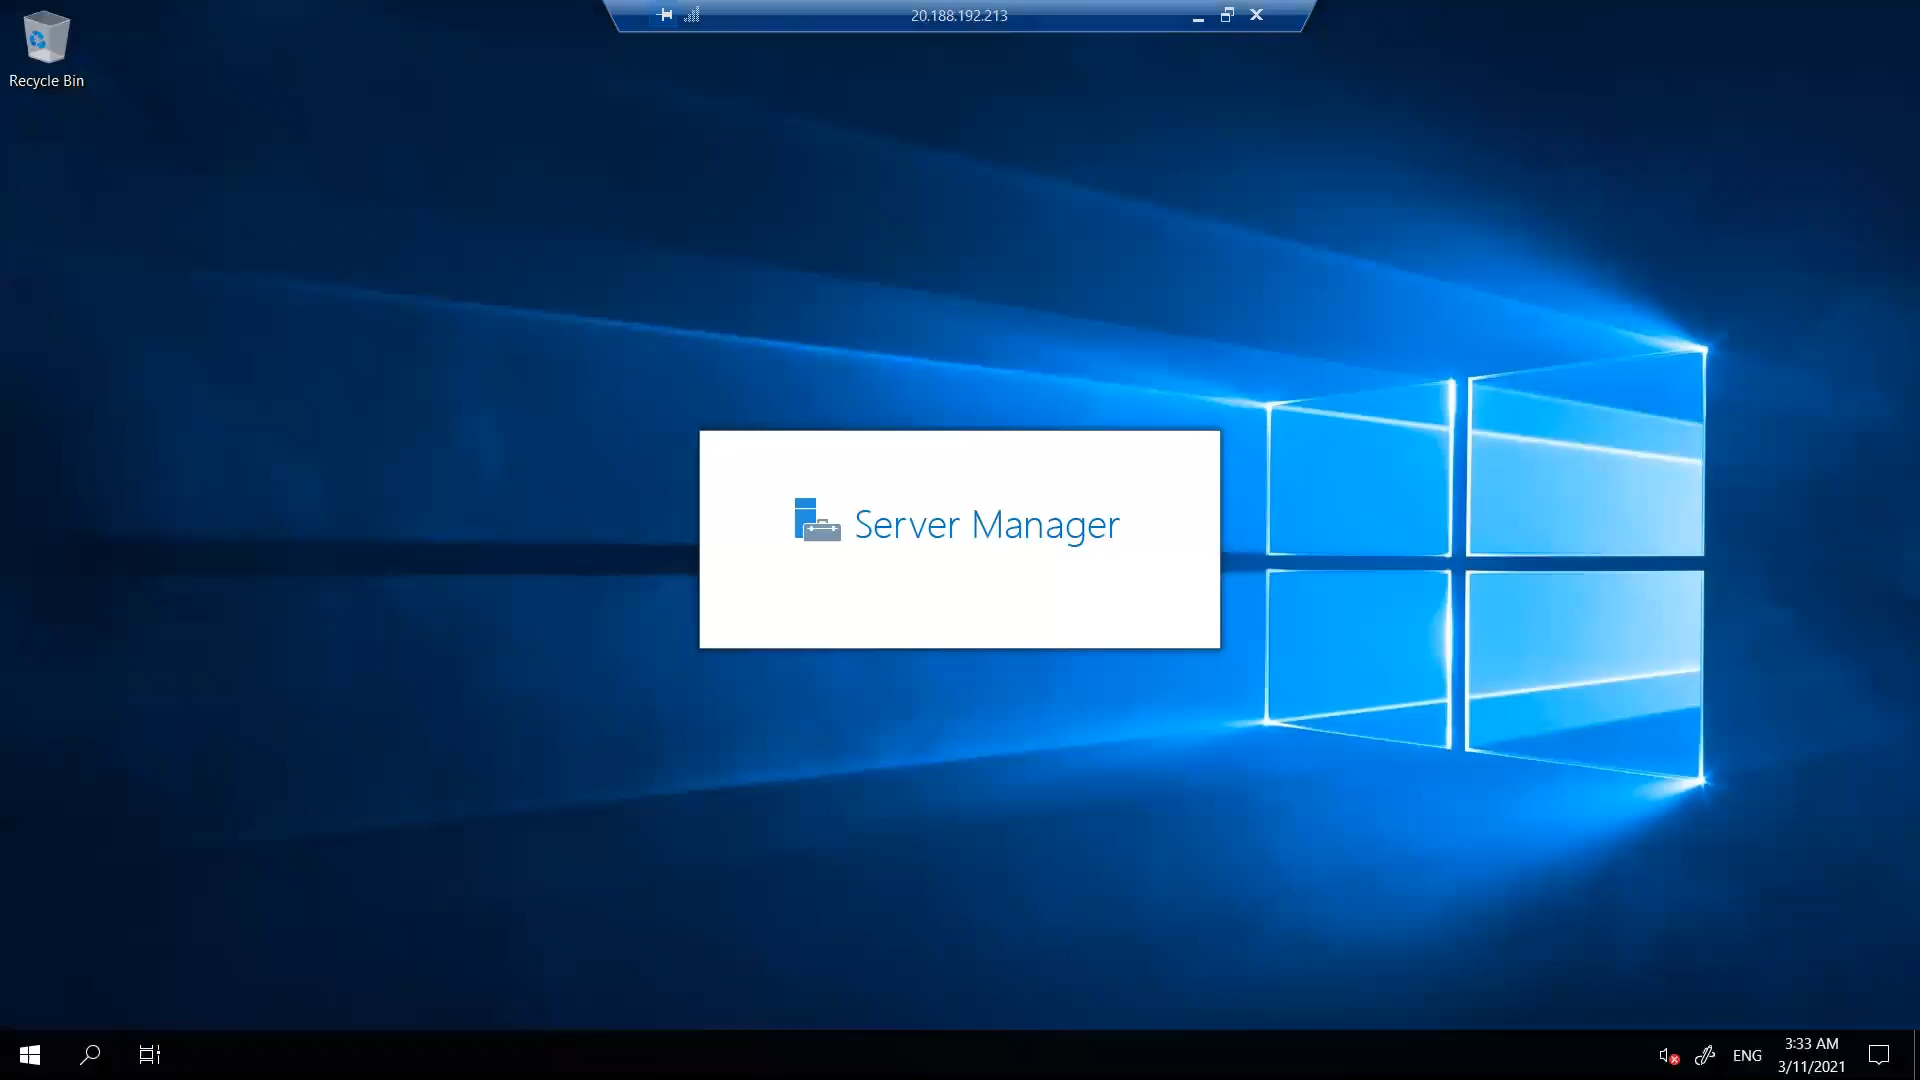 20.188.192.213
Recycle Bin
Server Manager
ENG
3:33 AM
3/11/2021